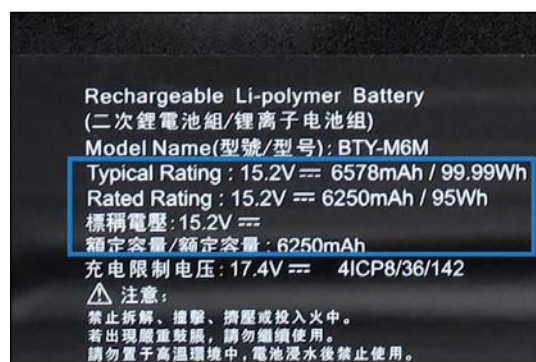 Rechargeable Li-polymer Battery
(二次鋰電池組/锂离子电池组)
Model Name(型號/型号): BTY-M6M
Typical Rating : 15.2V ⎓ 6578mAh / 99.99Wh
Rated Rating : 15.2V ⎓ 6250mAh / 95Wh
標稱電壓:15.2V ⎓
額定容量/额定容量 : 6250mAh
充电限制电压: 17.4V ⎓ 4ICP8/36/142
⚠ 注意:
禁止拆解、撞擊、擠壓或投入火中。
若出現嚴重鼓脹,請勿繼續使用。
請勿置于高溫環境中,電池浸水後禁止使用。